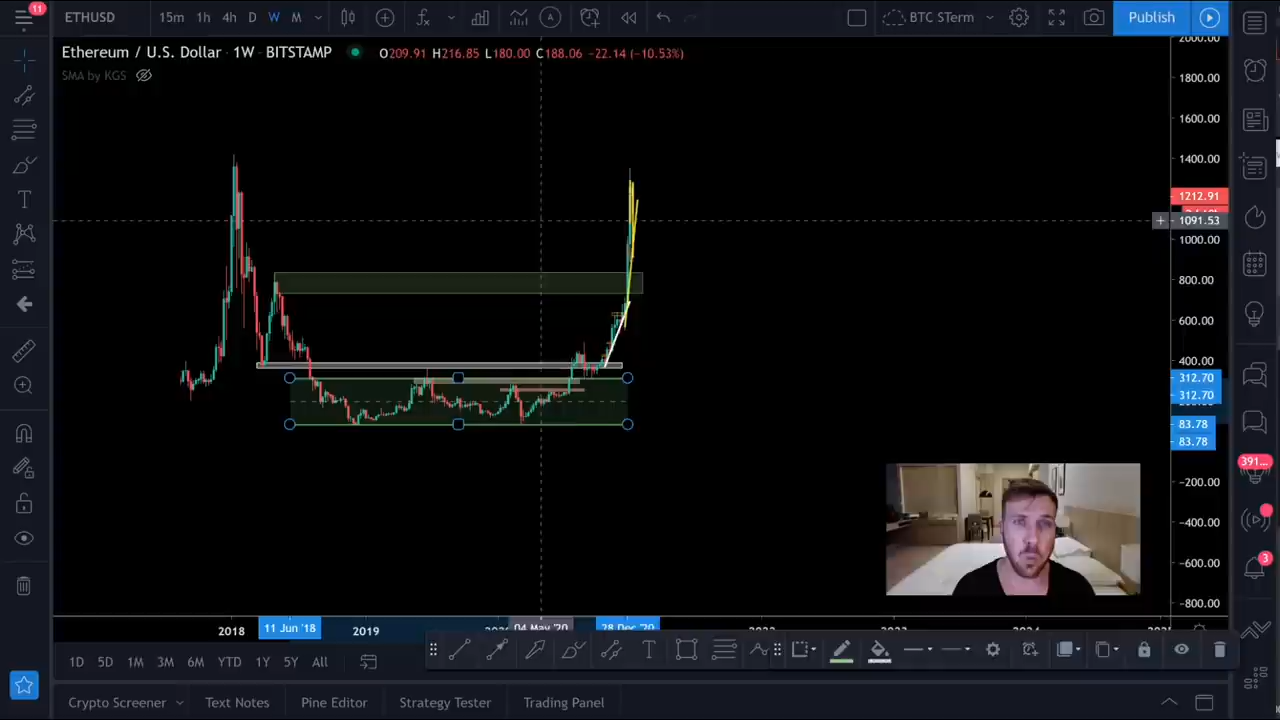 11
ETHUSD
15m 1h 4h D W M
BTC STerm
Publish
Ethereum / U.S. Dollar · 1W · BITSTAMP
O209.91 H216.85 L180.00 C188.06 −22.14 (−10.53%)
SMA by KGS
2000.00
1800.00
1600.00
1400.00
1212.91
1091.53
1000.00
800.00
600.00
400.00
312.70
312.70
83.78
83.78
−200.00
−400.00
−600.00
−800.00
391...
3
2018
11 Jun '18
2019
04 May '20
28 Dec '20
2022
2023
2024
1D 5D 1M 3M 6M YTD 1Y 5Y All
Crypto Screener
Text Notes
Pine Editor
Strategy Tester
Trading Panel